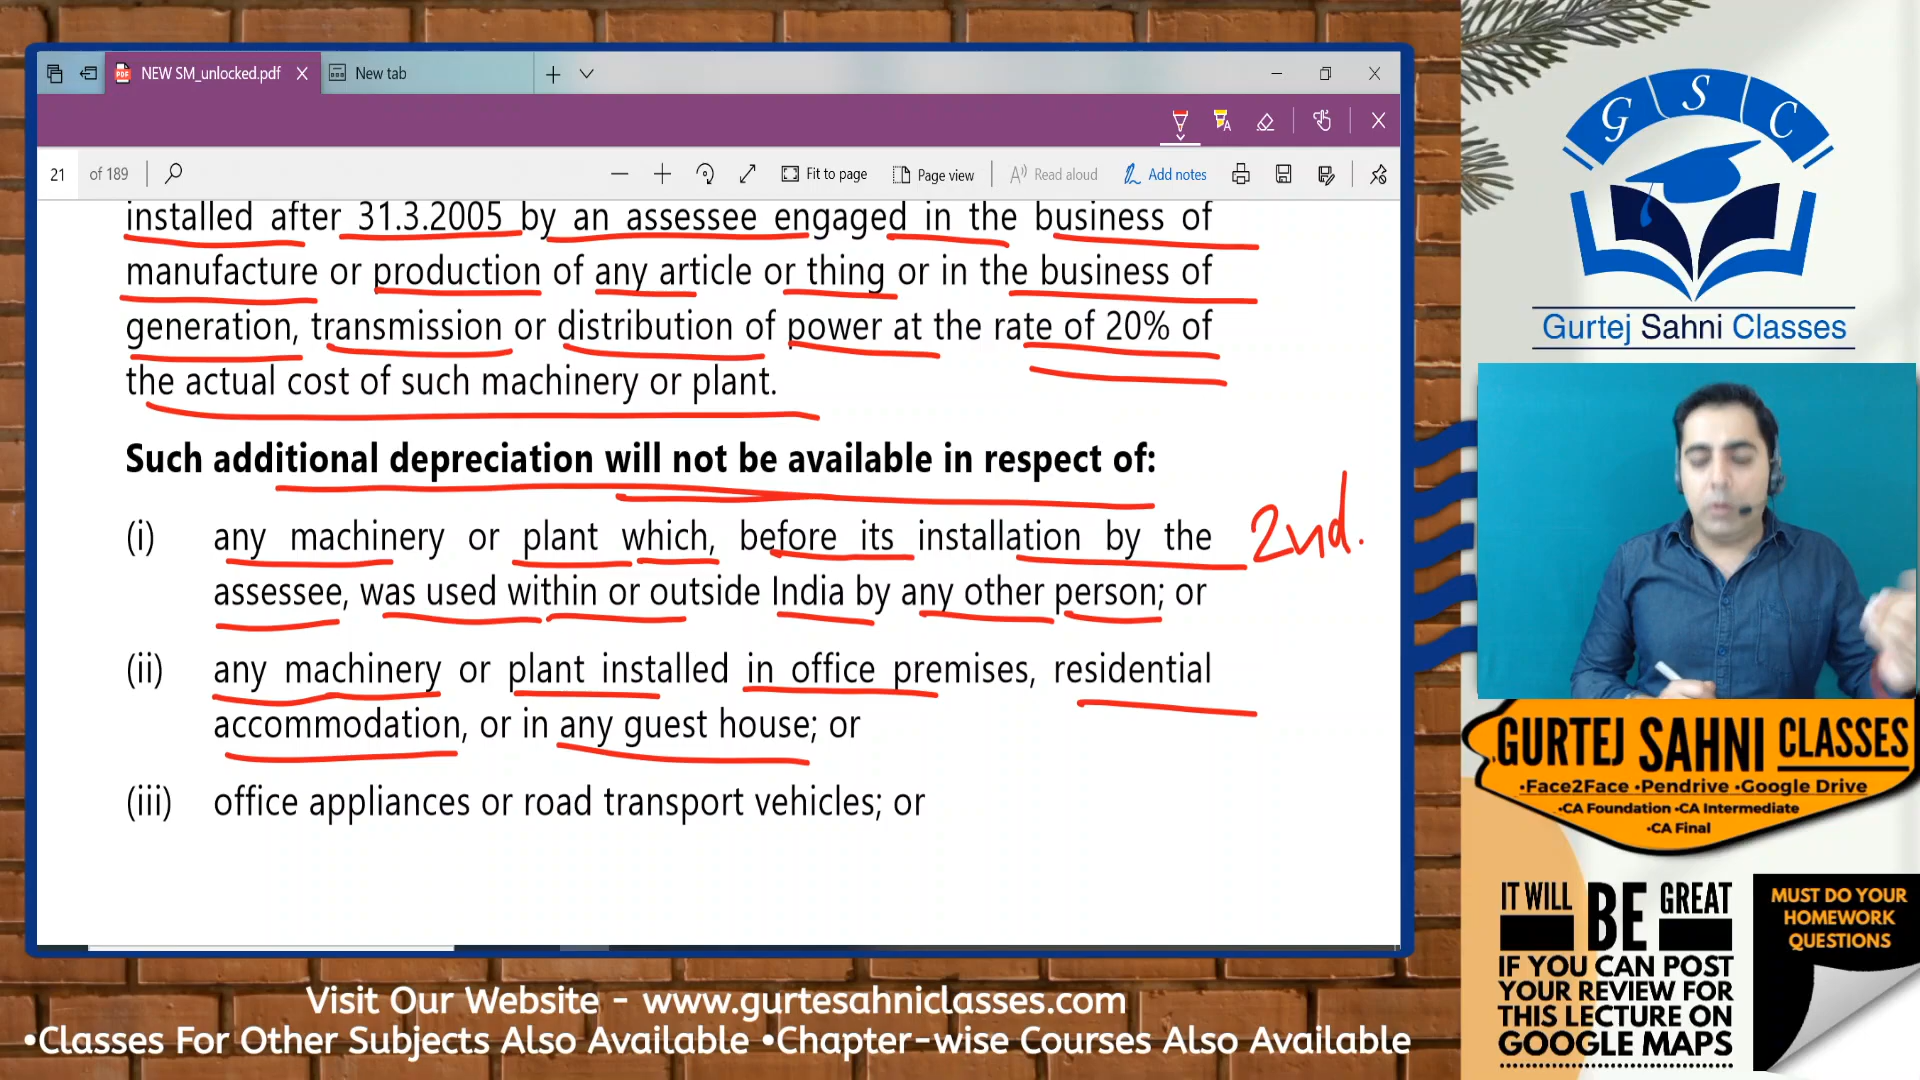 NEW SM_unlocked.pdf
New tab
21 of 189
Fit to page
Page view
Read aloud
Add notes
installed after 31.3.2005 by an assessee engaged in the business of
manufacture or production of any article or thing or in the business of
generation, transmission or distribution of power at the rate of 20% of
the actual cost of such machinery or plant.
Such additional depreciation will not be available in respect of:
(i) any machinery or plant which, before its installation by the
assessee, was used within or outside India by any other person; or
2nd.
(ii) any machinery or plant installed in office premises, residential
accommodation, or in any guest house; or
(iii) office appliances or road transport vehicles; or
G S C
Gurtej Sahni Classes
GURTEJ SAHNI CLASSES
•Face2Face •Pendrive •Google Drive
•CA Foundation •CA Intermediate
•CA Final
IT WILL BE GREAT
IF YOU CAN POST
YOUR REVIEW FOR
THIS LECTURE ON
GOOGLE MAPS
MUST DO YOUR
HOMEWORK
QUESTIONS
Visit Our Website - www.gurtesahniclasses.com
•Classes For Other Subjects Also Available •Chapter-wise Courses Also Available